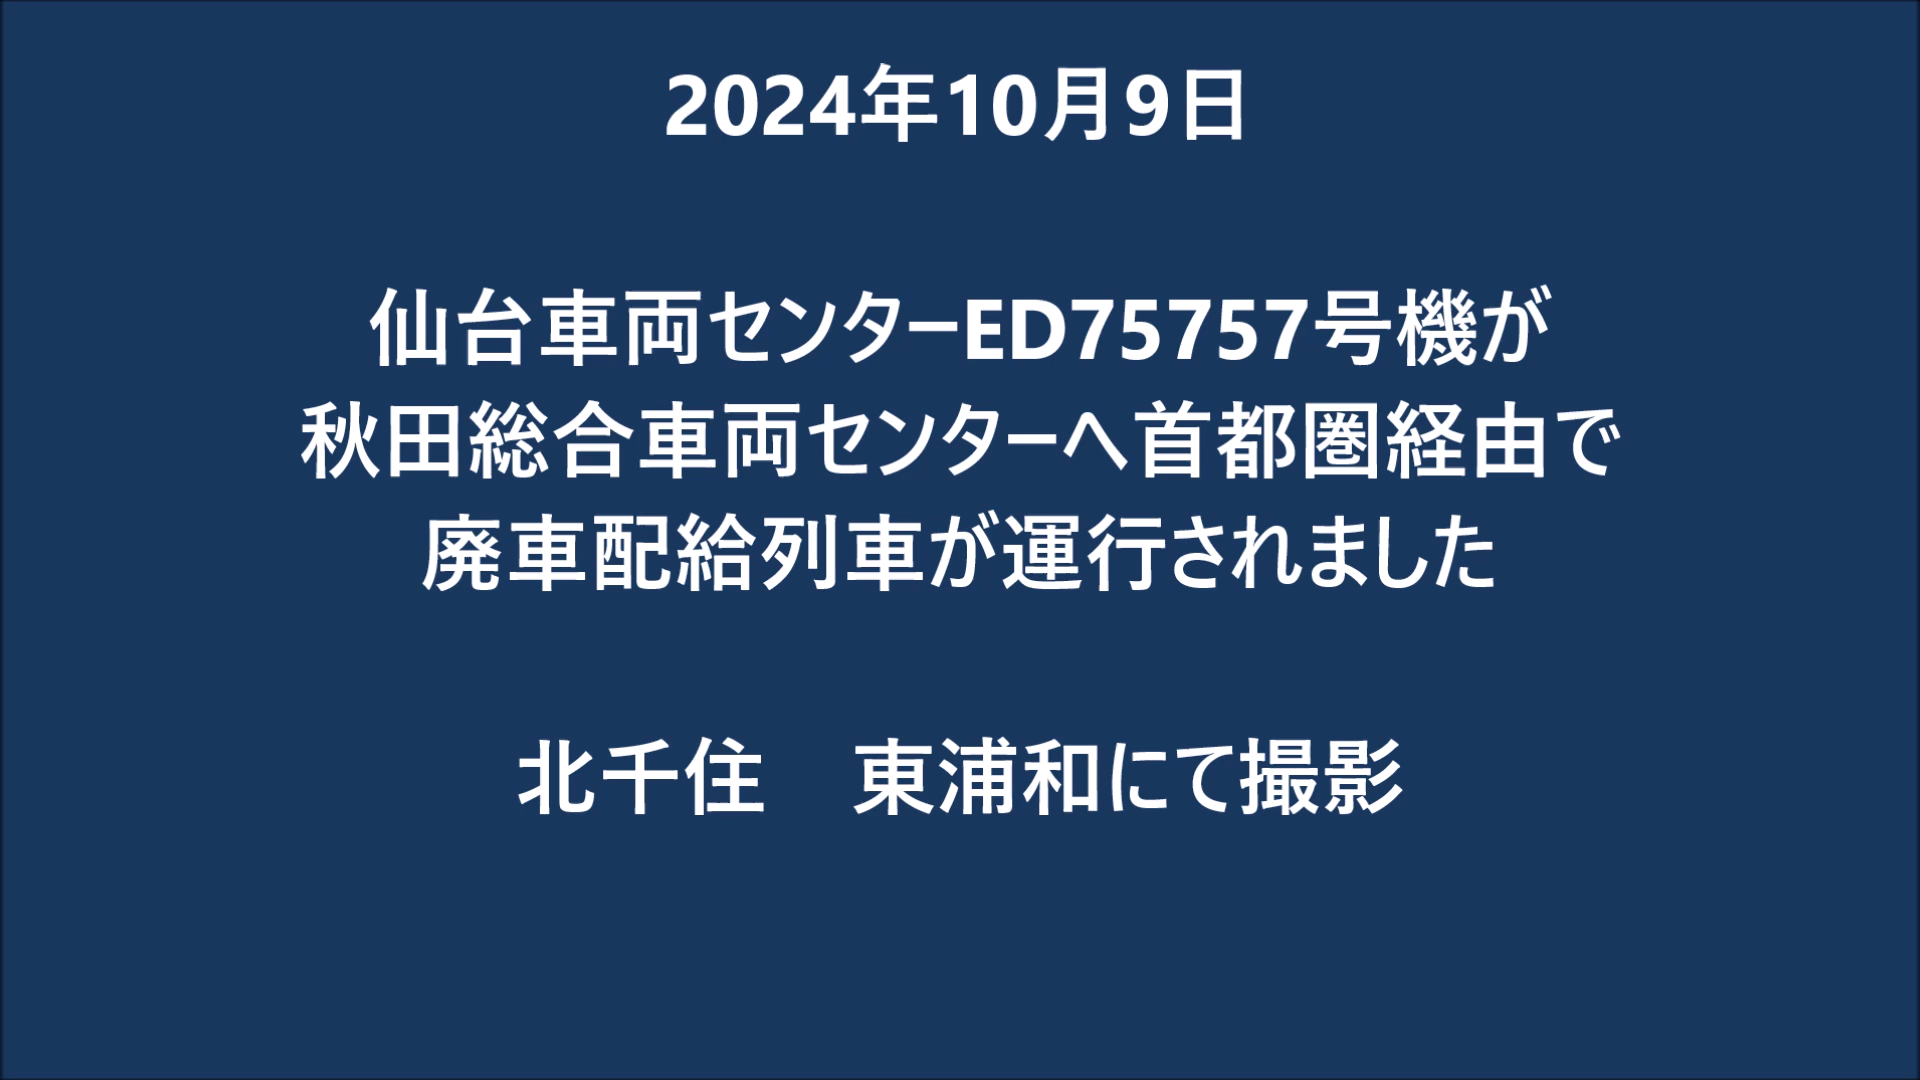 2024年10月9日
仙台車両センターED75757号機が
秋田総合車両センターへ首都圏経由で
廃車配給列車が運行されました
北千住　東浦和にて撮影